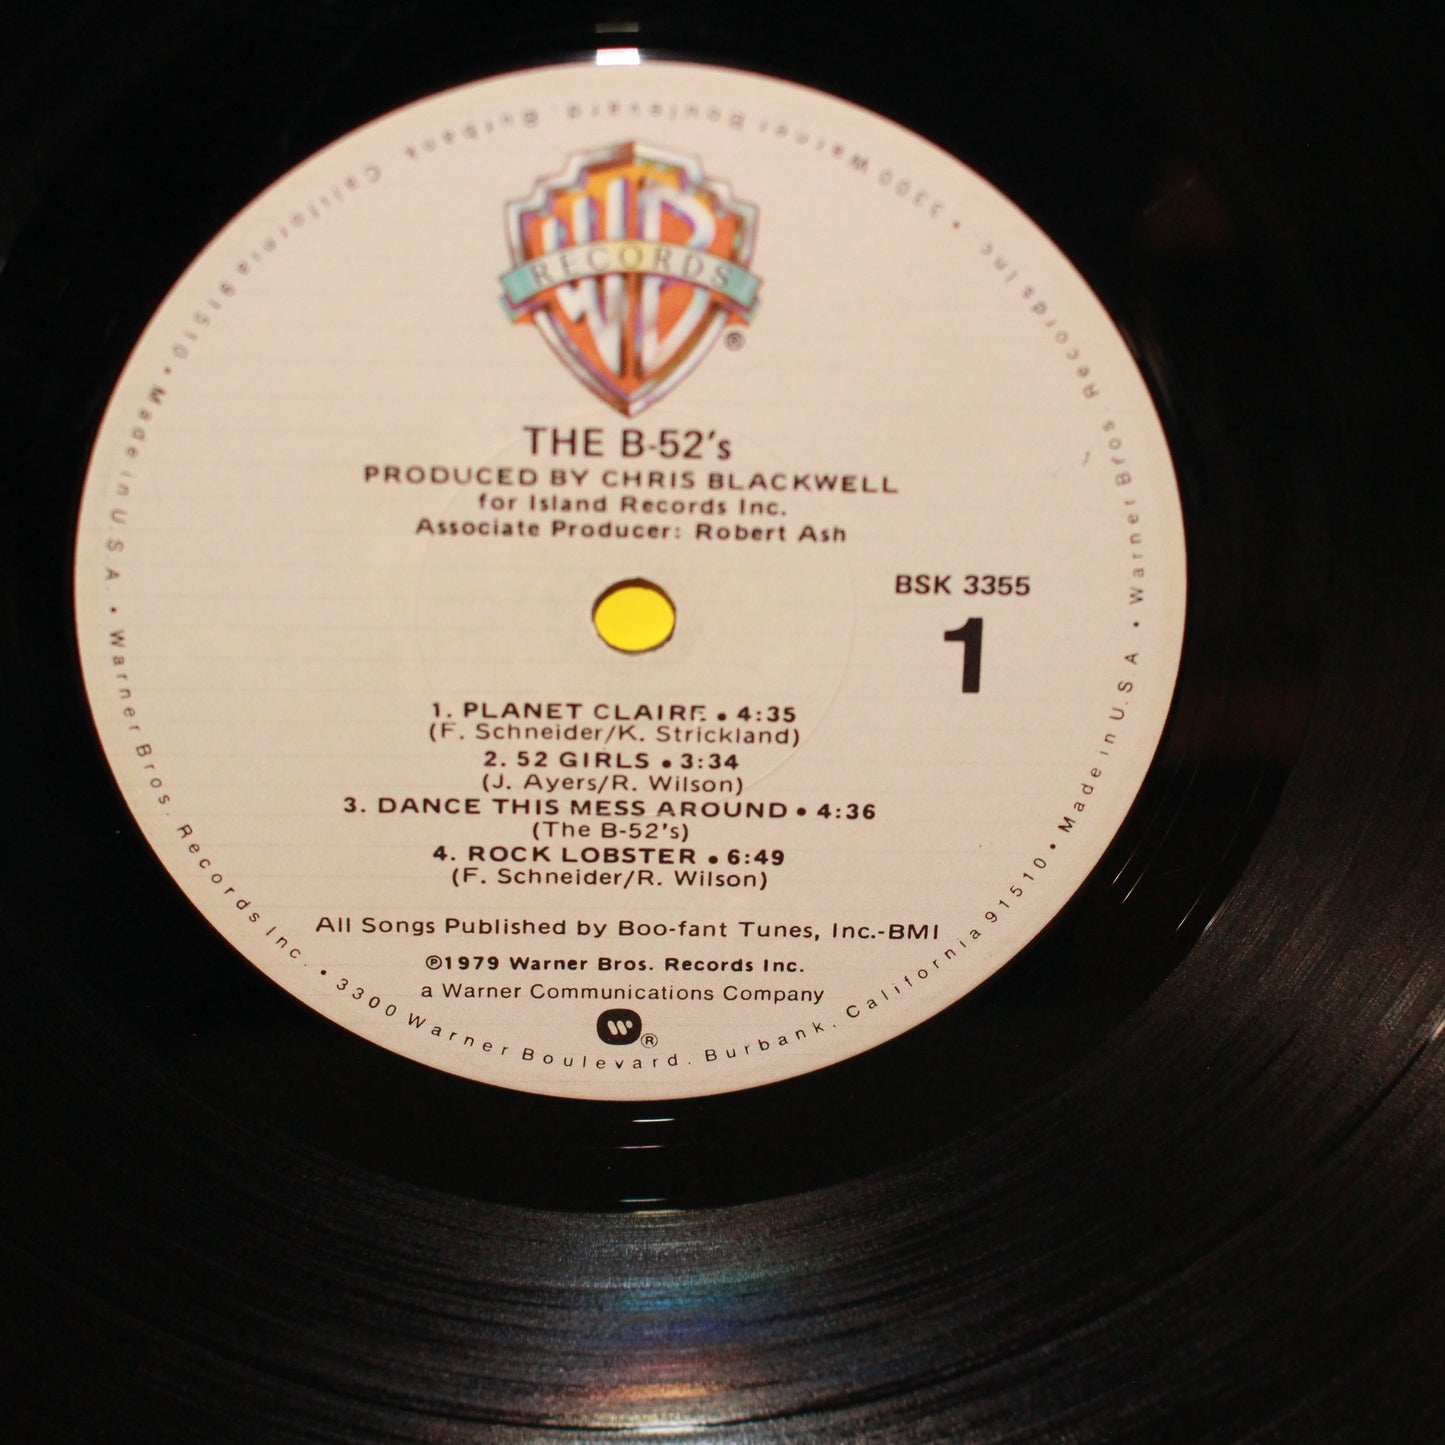 WB
RECORDS
®
THE B-52's
PRODUCED BY CHRIS BLACKWELL
for Island Records Inc.
Associate Producer: Robert Ash
BSK 3355
1
1. PLANET CLAIRE • 4:35
(F. Schneider/K. Strickland)
2. 52 GIRLS • 3:34
(J. Ayers/R. Wilson)
3. DANCE THIS MESS AROUND • 4:36
(The B-52's)
4. ROCK LOBSTER • 6:49
(F. Schneider/R. Wilson)
All Songs Published by Boo-fant Tunes, Inc.-BMI
℗1979 Warner Bros. Records Inc.
a Warner Communications Company
®
Warner Bros. Records Inc. • 3300 Warner Boulevard. Burbank, California 91510 • Made in U.S.A. •
Warner Bros. Records Inc. • 3300 Warner Boulevard. Burbank, California 91510 • Made in U.S.A. •